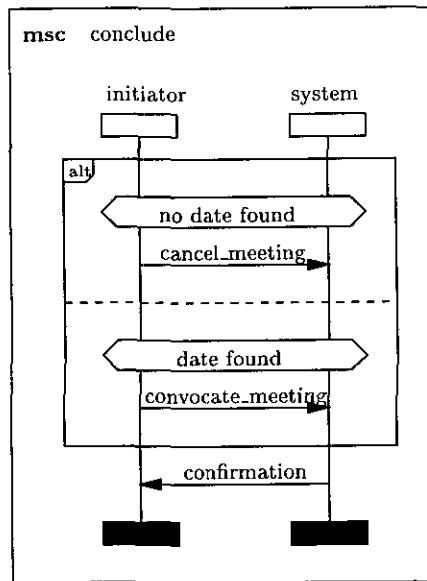 msc conclude
initiator system
alt
no date found
cancel_meeting
date found
convocate_meeting
confirmation